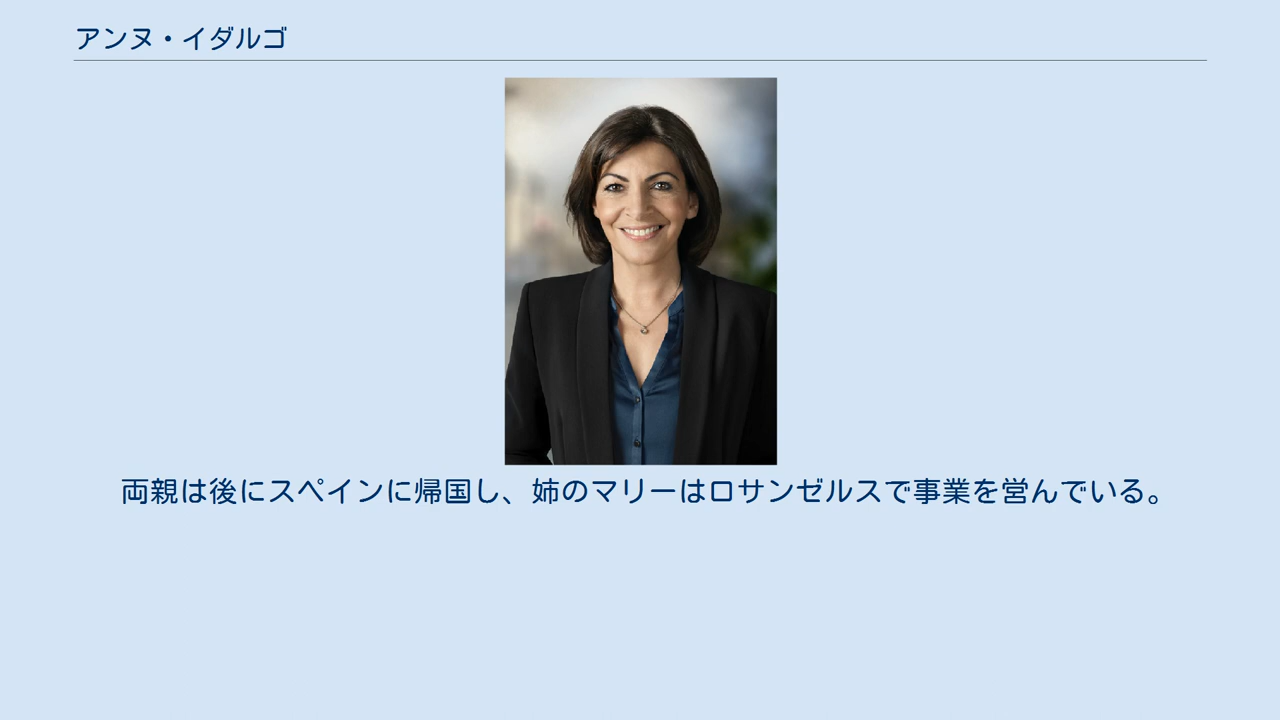 アンヌ・イダルゴ
両親は後にスペインに帰国し、姉のマリーはロサンゼルスで事業を営んでいる。